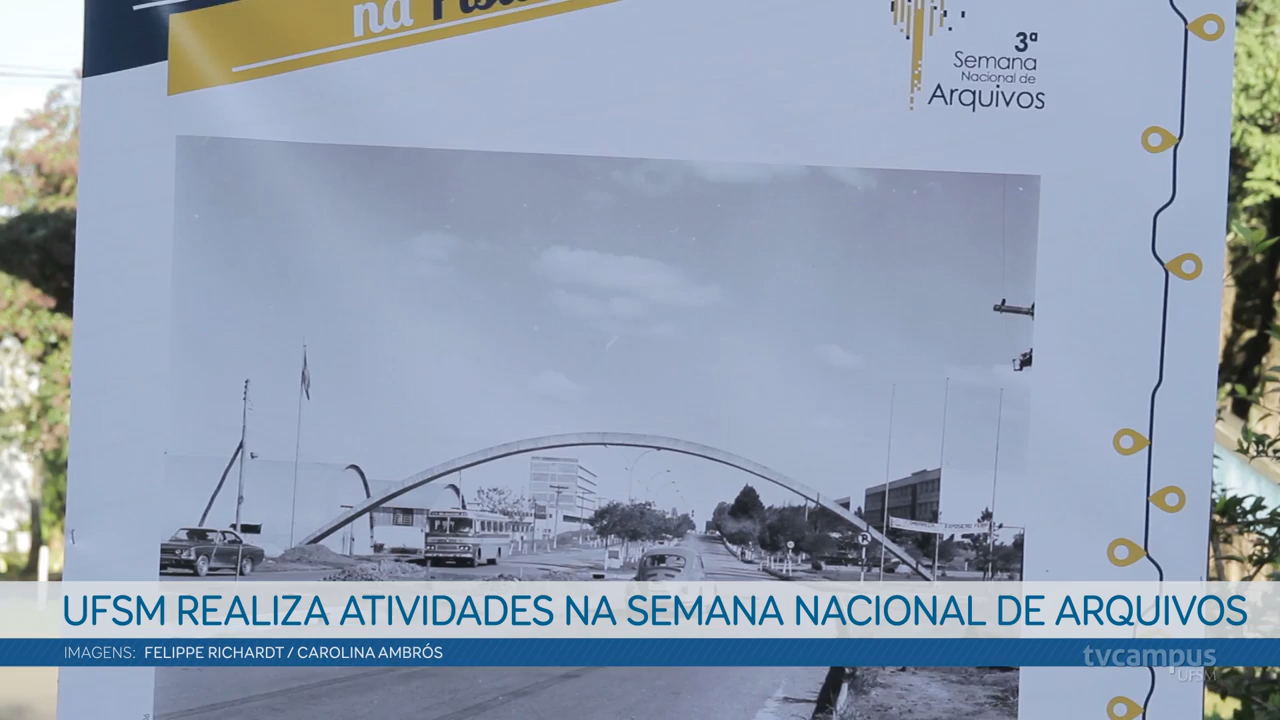 na
3ª
Semana
Nacional de
Arquivos
UFSM REALIZA ATIVIDADES NA SEMANA NACIONAL DE ARQUIVOS
IMAGENS: FELIPPE RICHARDT / CAROLINA AMBRÓS
tvcampus
UFSM